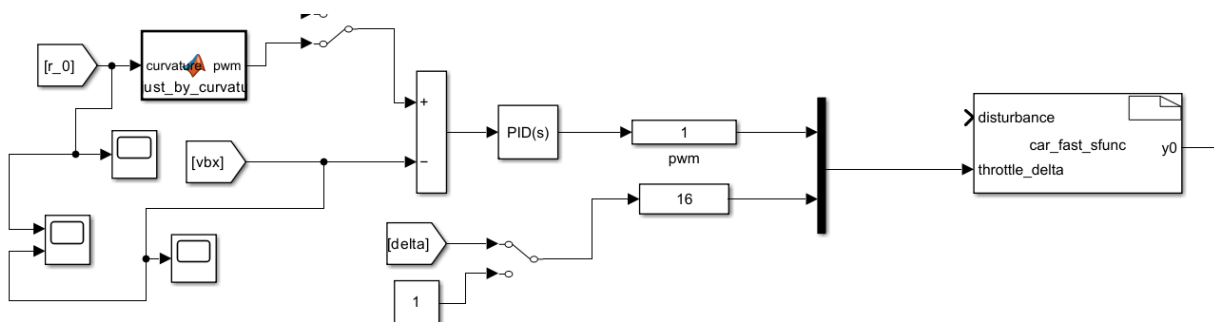 [r_0]
curvature
pwm
ust_by_curvatu
[vbx]
+
−
PID(s)
1
pwm
16
[delta]
1
disturbance
car_fast_sfunc
y0
throttle_delta